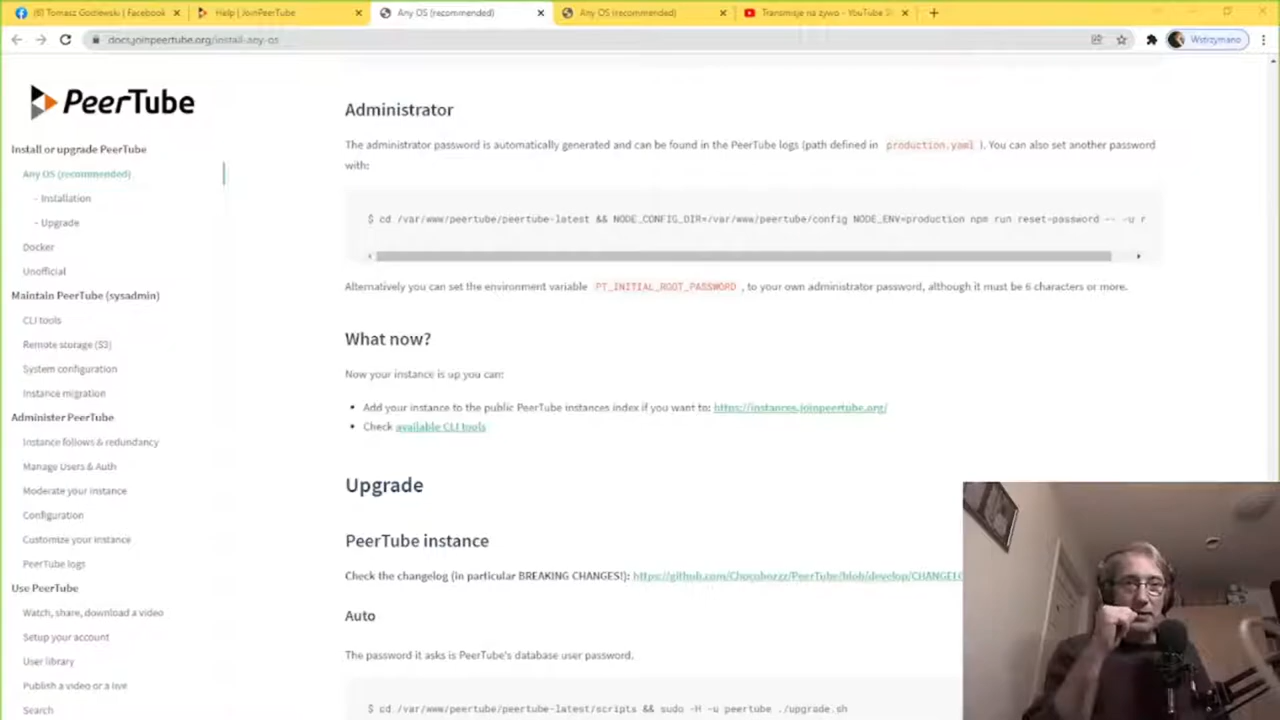 (6) Tomasz Gozlewski | Facebook
Help | JoinPeerTube
Any OS (recommended)
Any OS (recommended)
Transmisje na żywo - YouTube
docs.joinpeertube.org/install-any-os
Wstrzymano
PeerTube
Install or upgrade PeerTube
Any OS (recommended)
- Installation
- Upgrade
Docker
Unofficial
Maintain PeerTube (sysadmin)
CLI tools
Remote storage (S3)
System configuration
Instance migration
Administer PeerTube
Instance follows & redundancy
Manage Users & Auth
Moderate your instance
Configuration
Customize your instance
PeerTube logs
Use PeerTube
Watch, share, download a video
Setup your account
User library
Publish a video or a live
Search
Administrator
The administrator password is automatically generated and can be found in the PeerTube logs (path defined in production.yaml ). You can also set another password
with:
$ cd /var/www/peertube/peertube-latest && NODE_CONFIG_DIR=/var/www/peertube/config NODE_ENV=production npm run reset-password -- -u r
Alternatively you can set the environment variable PT_INITIAL_ROOT_PASSWORD , to your own administrator password, although it must be 6 characters or more.
What now?
Now your instance is up you can:
• Add your instance to the public PeerTube instances index if you want to: https://instances.joinpeertube.org/
• Check available CLI tools
Upgrade
PeerTube instance
Check the changelog (in particular BREAKING CHANGES!): https://github.com/Chocobozzz/PeerTube/blob/develop/CHANGELO
Auto
The password it asks is PeerTube's database user password.
$ cd /var/www/peertube/peertube-latest/scripts && sudo -H -u peertube ./upgrade.sh